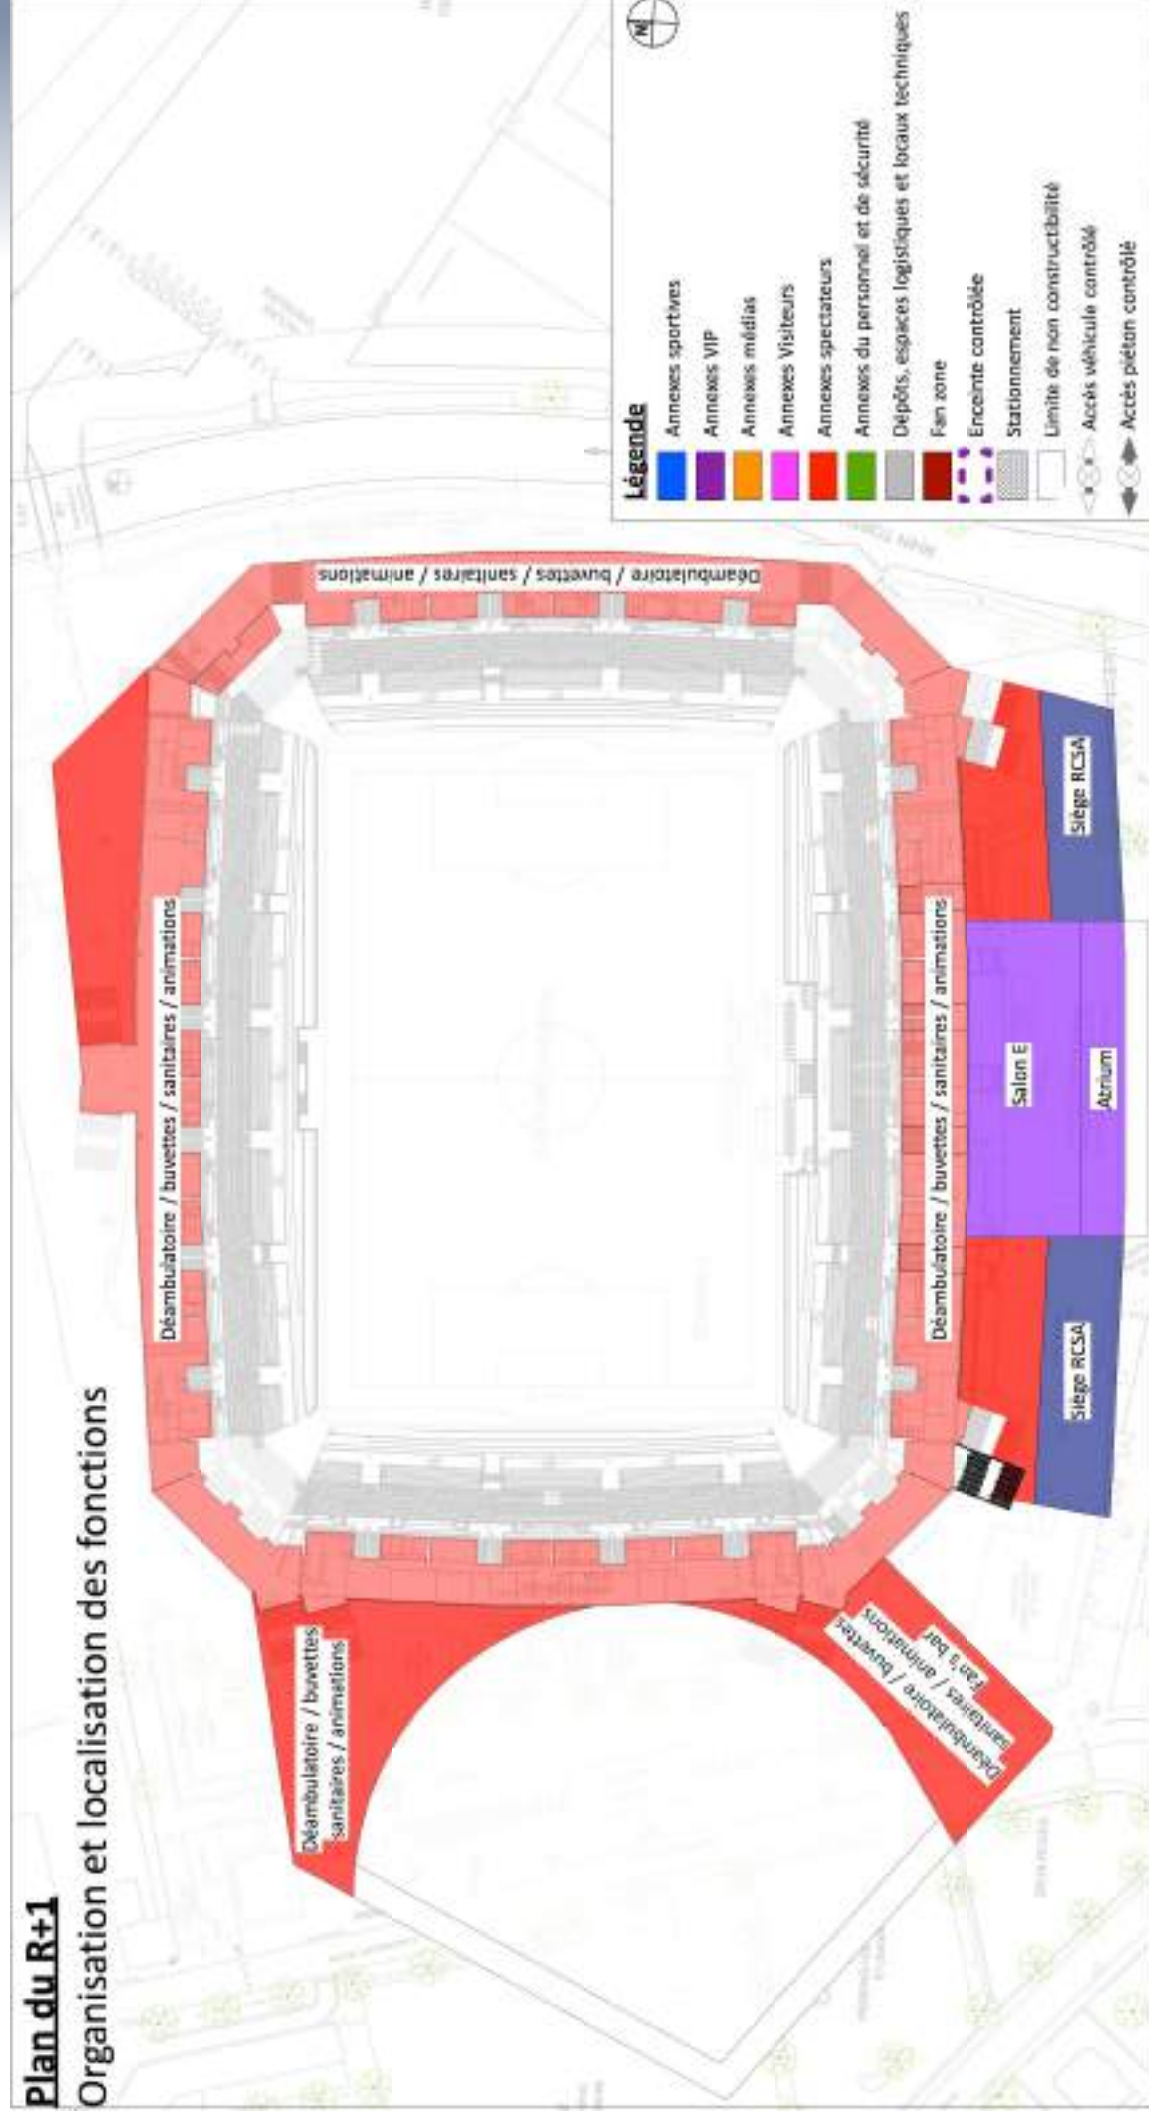 Plan du R+1
Organisation et localisation des fonctions
Déambulatoire / buvettes
sanitaires / animations
Déambulatoire / buvettes / sanitaires / animations
Déambulatoire / buvettes / sanitaires / animations
Déambulatoire / buvettes / sanitaires / animations
Déambulatoire / buvettes
sanitaires / animations
Fan's bar
Siège RCSA
Salon E
Atrium
Siège RCSA
N
Légende
Annexes sportives
Annexes VIP
Annexes médias
Annexes Visiteurs
Annexes spectateurs
Annexes du personnel et de sécurité
Dépôts, espaces logistiques et locaux techniques
Fan zone
Enceinte contrôlée
Stationnement
Limite de non constructibilité
Accès véhicule contrôlé
Accès piéton contrôlé